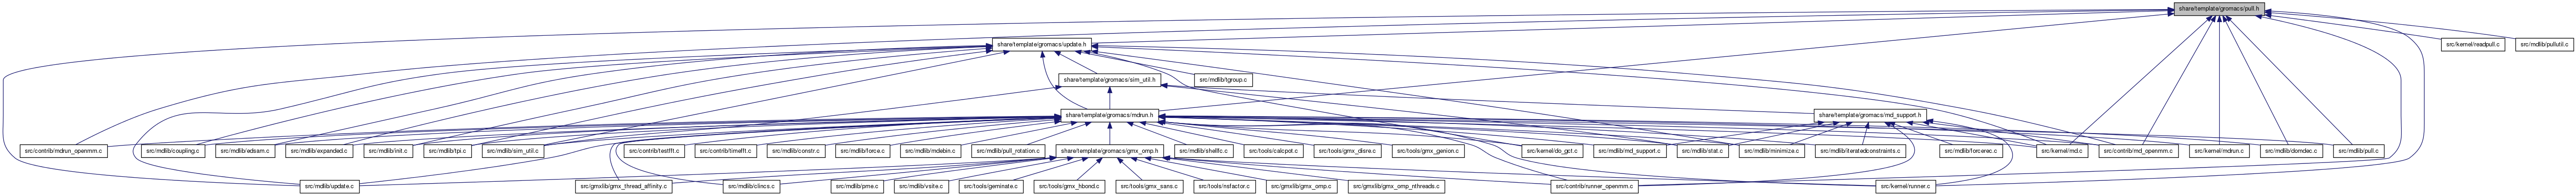 share/template/gromacs/pull.h
share/template/gromacs/update.h
src/kernel/readpull.c
src/mdlib/pullutil.c
share/template/gromacs/sim_util.h
src/mdlib/tgroup.c
share/template/gromacs/mdrun.h
share/template/gromacs/md_support.h
src/contrib/mdrun_openmm.c
src/mdlib/coupling.c
src/mdlib/edsam.c
src/mdlib/expanded.c
src/mdlib/init.c
src/mdlib/tpi.c
src/mdlib/sim_util.c
src/contrib/testfft.c
src/contrib/timefft.c
src/mdlib/constr.c
src/mdlib/force.c
src/mdlib/mdebin.c
src/mdlib/pull_rotation.c
share/template/gromacs/gmx_omp.h
src/mdlib/shellfc.c
src/tools/calcpot.c
src/tools/gmx_disre.c
src/tools/gmx_genion.c
src/kernel/do_gct.c
src/mdlib/md_support.c
src/mdlib/stat.c
src/mdlib/minimize.c
src/mdlib/iteratedconstraints.c
src/mdlib/forcerec.c
src/kernel/md.c
src/contrib/md_openmm.c
src/kernel/mdrun.c
src/mdlib/domdec.c
src/mdlib/pull.c
src/mdlib/update.c
src/gmxlib/gmx_thread_affinity.c
src/mdlib/clincs.c
src/mdlib/pme.c
src/mdlib/vsite.c
src/tools/geminate.c
src/tools/gmx_hbond.c
src/tools/gmx_sans.c
src/tools/nsfactor.c
src/gmxlib/gmx_omp.c
src/gmxlib/gmx_omp_nthreads.c
src/contrib/runner_openmm.c
src/kernel/runner.c